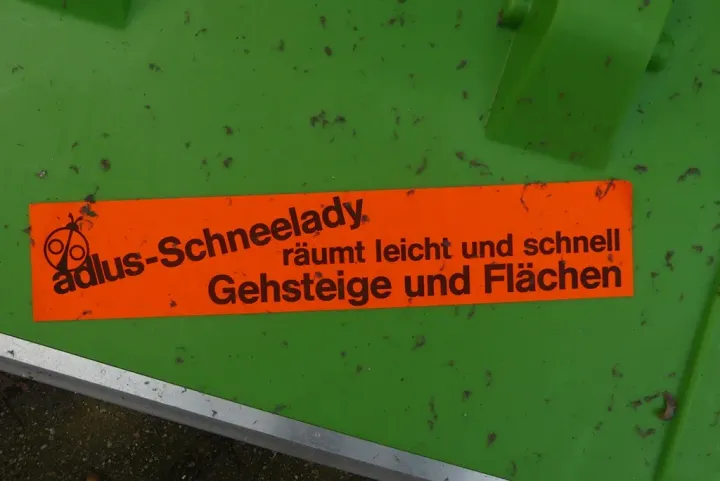 adlus-Schneelady
räumt leicht und schnell
Gehsteige und Flächen